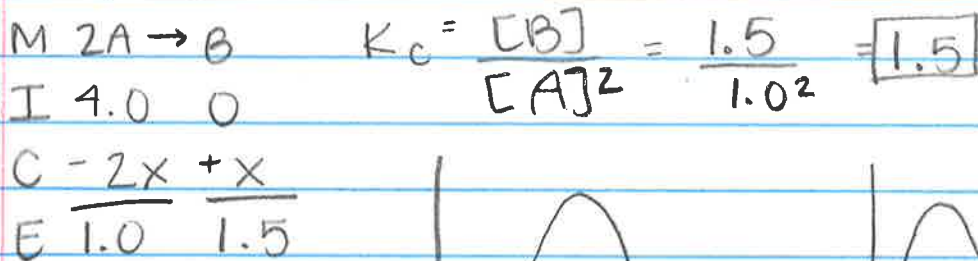 M 2A → B   Kc = [B] / [A]² = 1.5 / 1.0² = 1.5
I 4.0 0
C -2x +x
E 1.0 1.5